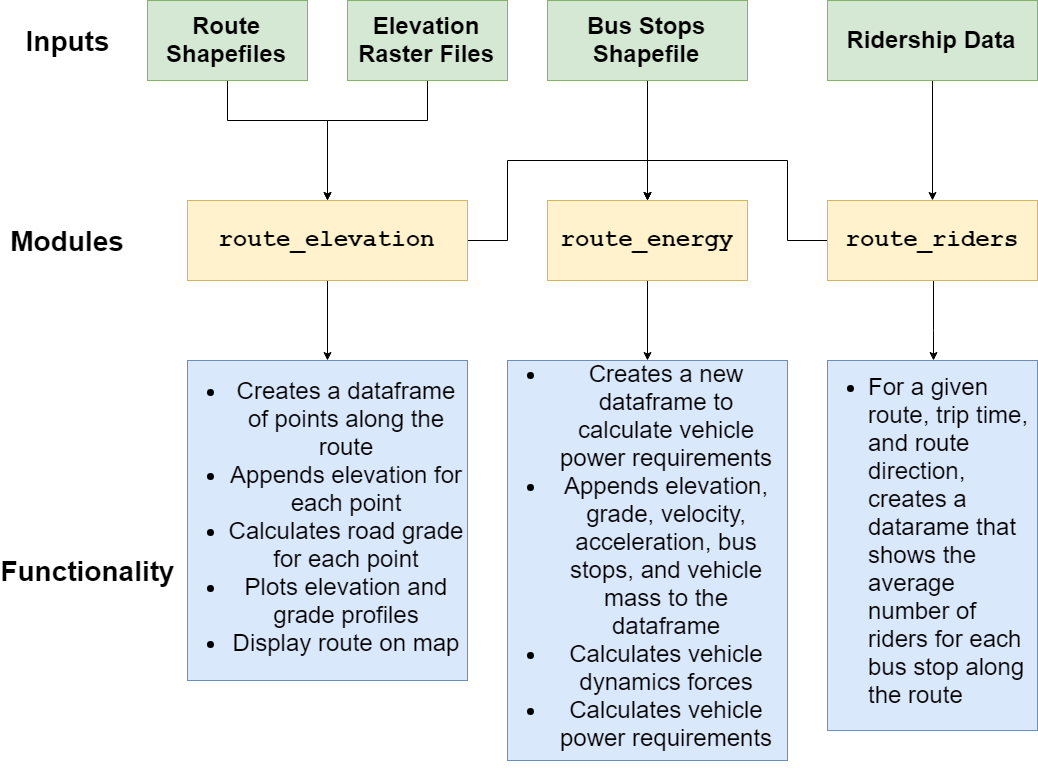 Inputs
Route
Shapefiles
Elevation
Raster Files
Bus Stops
Shapefile
Ridership Data
Modules
route_elevation
route_energy
route_riders
Functionality
• Creates a dataframe
of points along the
route
• Appends elevation for
each point
• Calculates road grade
for each point
• Plots elevation and
grade profiles
• Display route on map
• Creates a new
dataframe to
calculate vehicle
power requirements
• Appends elevation,
grade, velocity,
acceleration, bus
stops, and vehicle
mass to the
dataframe
• Calculates vehicle
dynamics forces
• Calculates vehicle
power requirements
• For a given
route, trip time,
and route
direction,
creates a
datarame that
shows the
average
number of
riders for each
bus stop along
the route